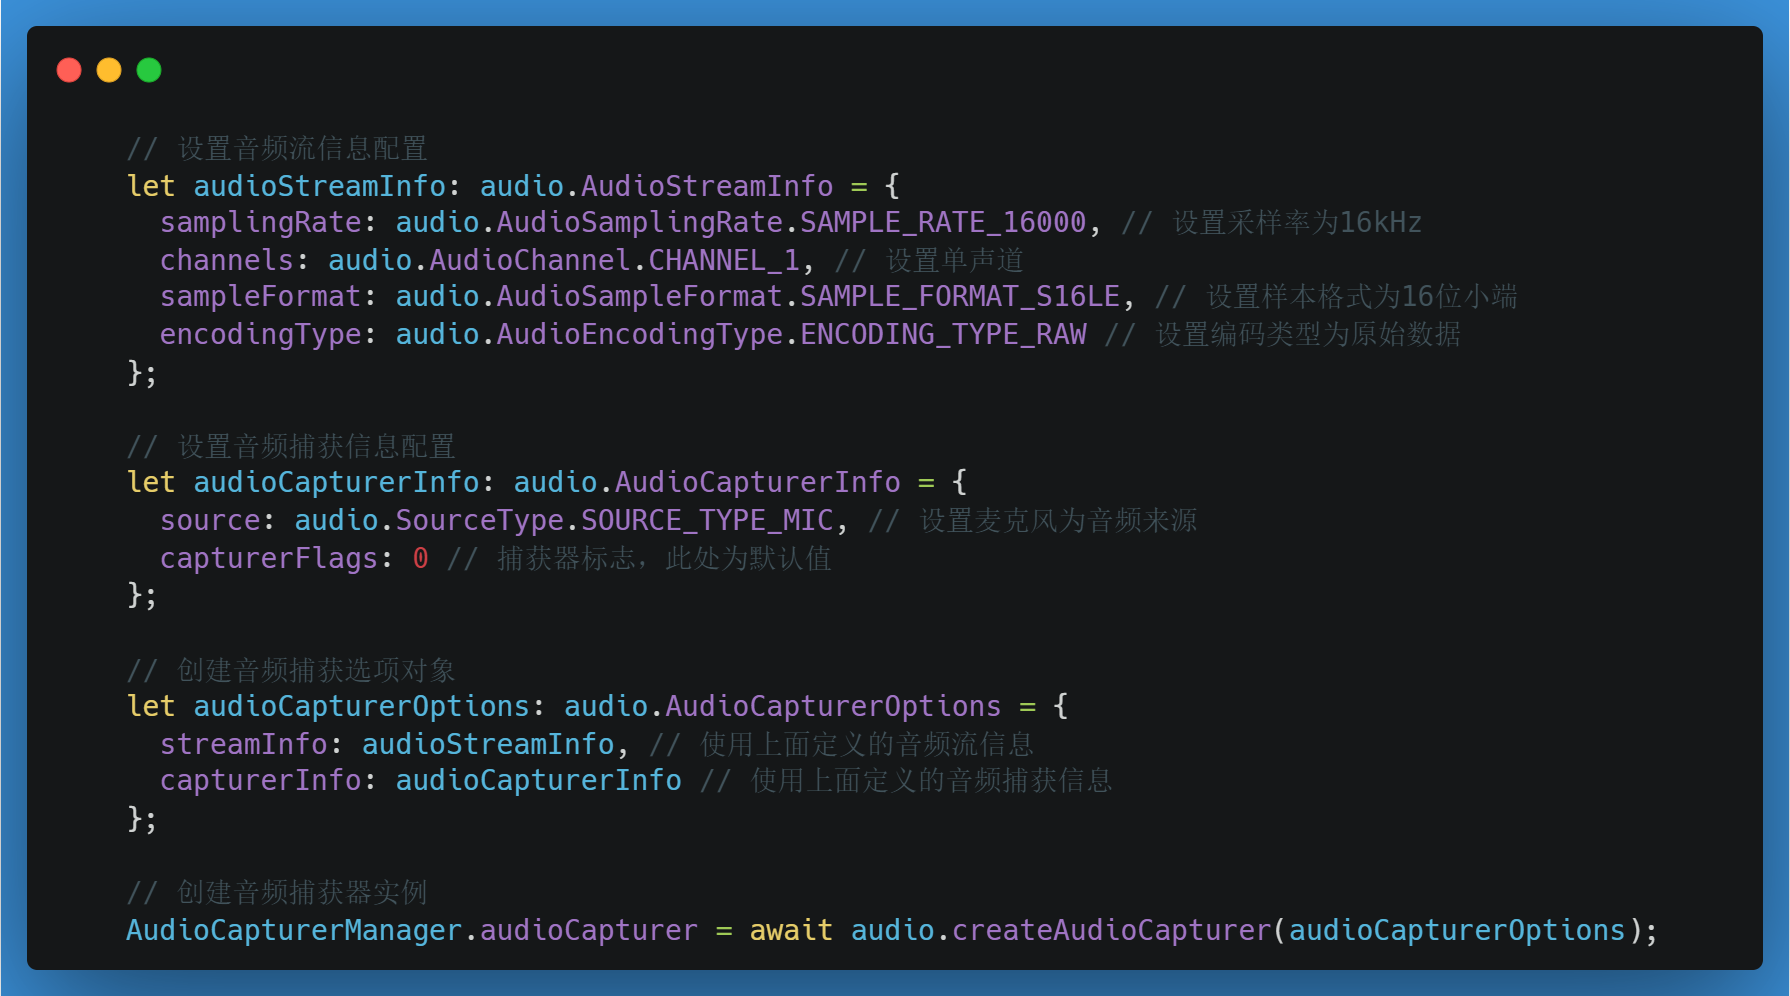 // 设置音频流信息配置
let audioStreamInfo: audio.AudioStreamInfo = {
  samplingRate: audio.AudioSamplingRate.SAMPLE_RATE_16000, // 设置采样率为16kHz
  channels: audio.AudioChannel.CHANNEL_1, // 设置单声道
  sampleFormat: audio.AudioSampleFormat.SAMPLE_FORMAT_S16LE, // 设置样本格式为16位小端
  encodingType: audio.AudioEncodingType.ENCODING_TYPE_RAW // 设置编码类型为原始数据
};
// 设置音频捕获信息配置
let audioCapturerInfo: audio.AudioCapturerInfo = {
  source: audio.SourceType.SOURCE_TYPE_MIC, // 设置麦克风为音频来源
  capturerFlags: 0 // 捕获器标志，此处为默认值
};
// 创建音频捕获选项对象
let audioCapturerOptions: audio.AudioCapturerOptions = {
  streamInfo: audioStreamInfo, // 使用上面定义的音频流信息
  capturerInfo: audioCapturerInfo // 使用上面定义的音频捕获信息
};
// 创建音频捕获器实例
AudioCapturerManager.audioCapturer = await audio.createAudioCapturer(audioCapturerOptions);